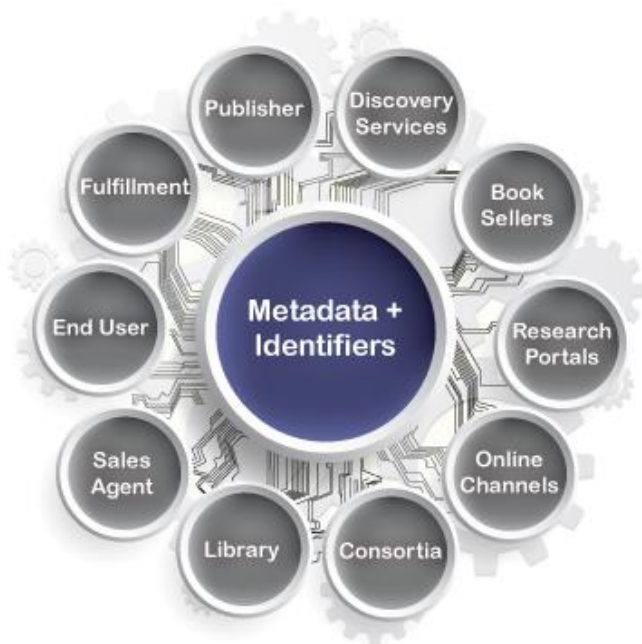 Publisher
Discovery
Services
Fulfillment
Book
Sellers
End User
Metadata +
Identifiers
Research
Portals
Sales
Agent
Online
Channels
Library
Consortia